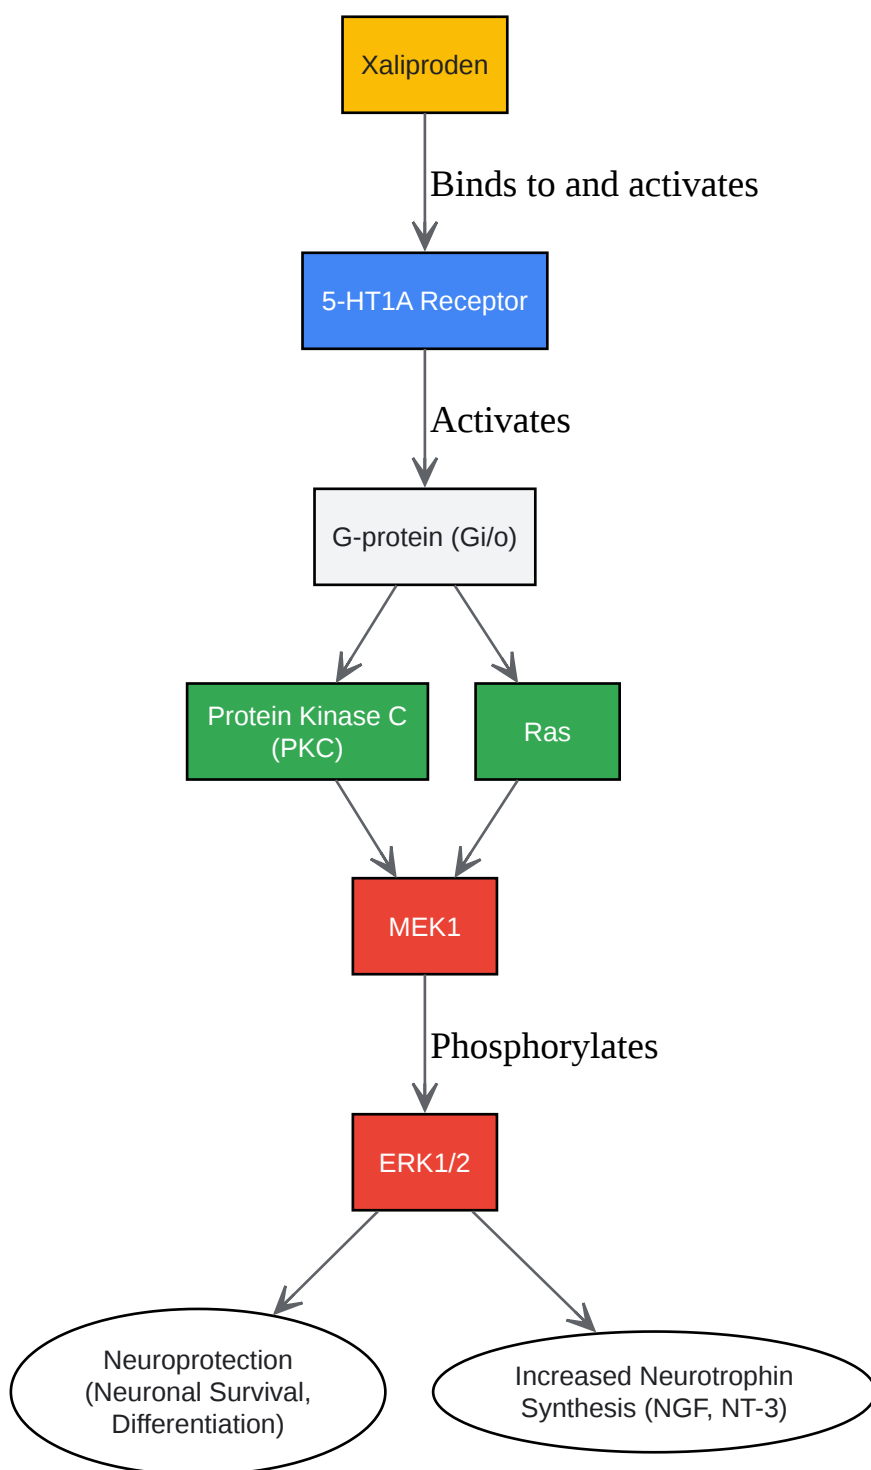 Xaliproden
Binds to and activates
5-HT1A Receptor
Activates
G-protein (Gi/o)
Protein Kinase C
(PKC)
Ras
MEK1
Phosphorylates
ERK1/2
Neuroprotection
(Neuronal Survival,
Differentiation)
Increased Neurotrophin
Synthesis (NGF, NT-3)